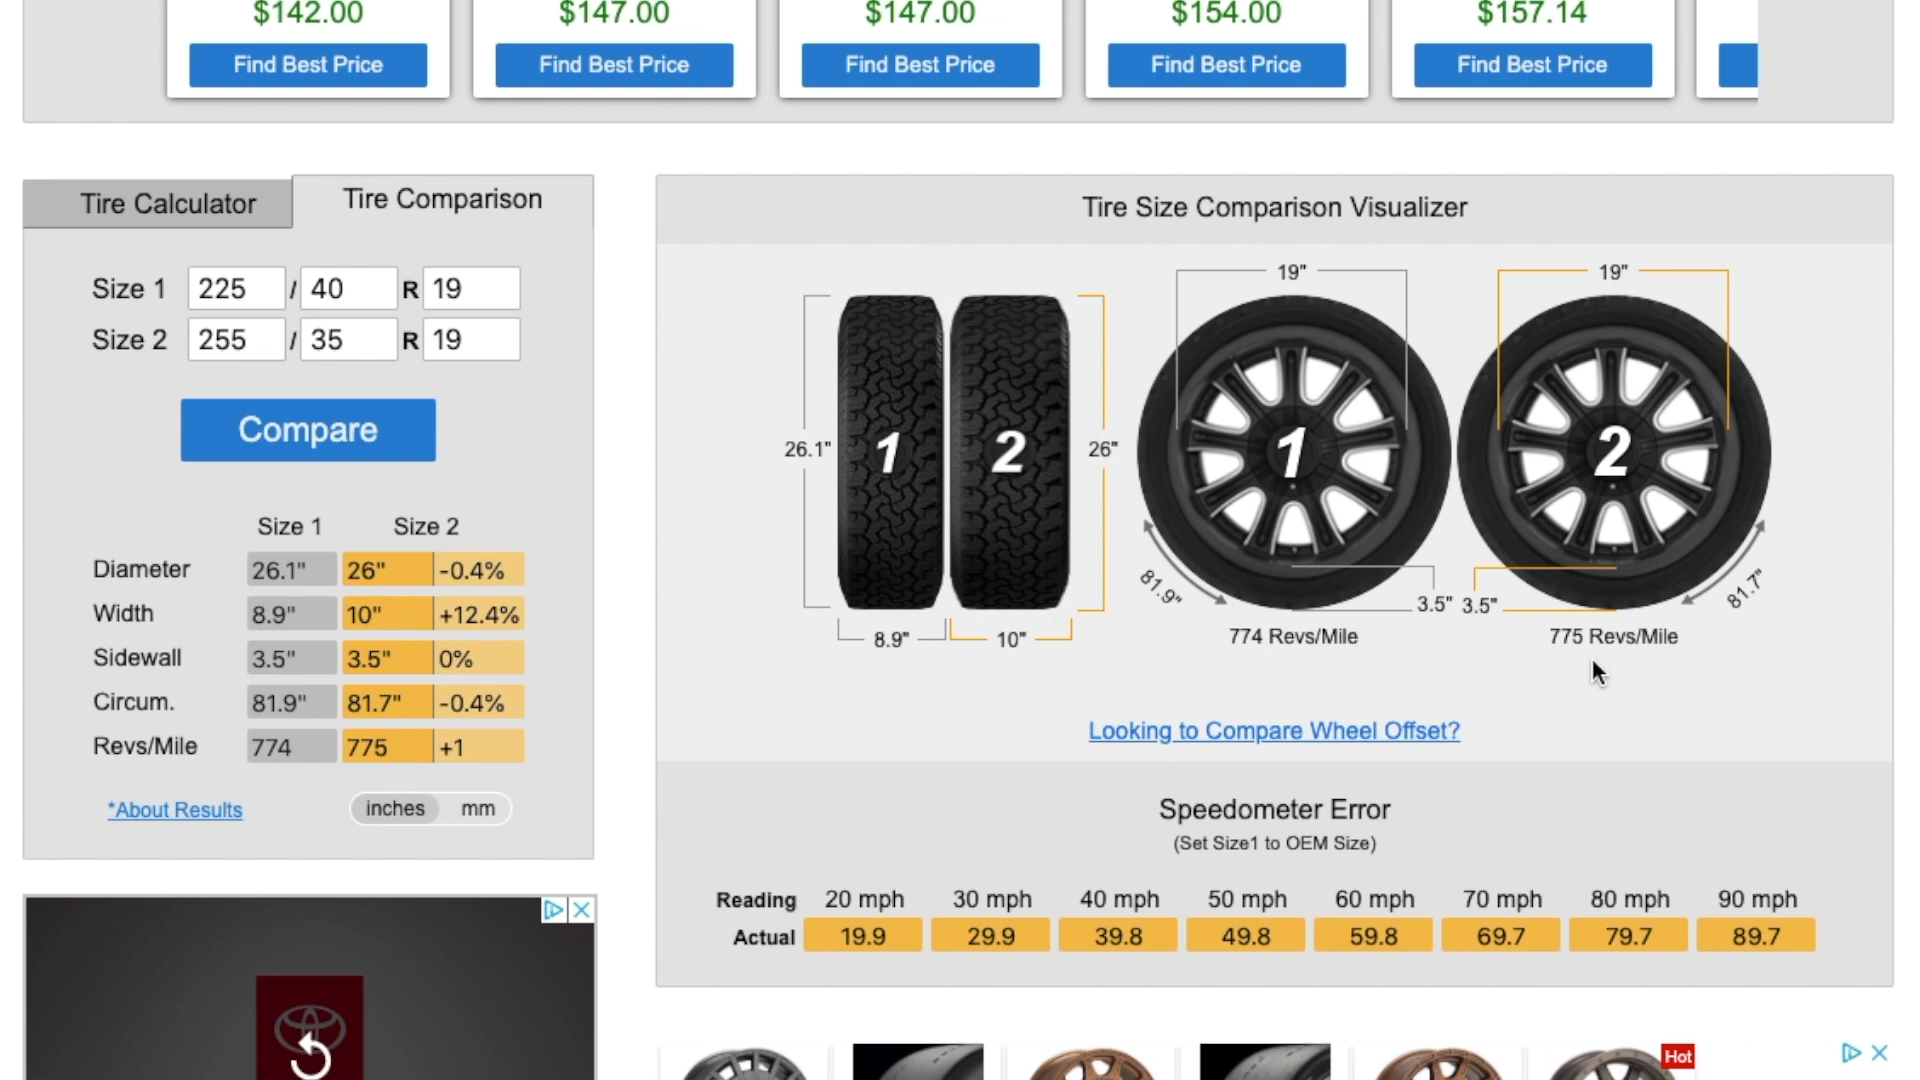 $142.00 $147.00 $147.00 $154.00 $157.14
Find Best Price Find Best Price Find Best Price Find Best Price Find Best Price
Tire Calculator Tire Comparison
Size 1 225 / 40 R 19
Size 2 255 / 35 R 19
Compare
Size 1 Size 2
Diameter 26.1" 26" -0.4%
Width 8.9" 10" +12.4%
Sidewall 3.5" 3.5" 0%
Circum. 81.9" 81.7" -0.4%
Revs/Mile 774 775 +1
*About Results inches mm
Tire Size Comparison Visualizer
19" 19"
26.1" 1 2 26" 1 2
81.9" 3.5" 3.5" 81.7"
8.9" 10" 774 Revs/Mile 775 Revs/Mile
Looking to Compare Wheel Offset?
Speedometer Error
(Set Size1 to OEM Size)
Reading 20 mph 30 mph 40 mph 50 mph 60 mph 70 mph 80 mph 90 mph
Actual 19.9 29.9 39.8 49.8 59.8 69.7 79.7 89.7
Hot